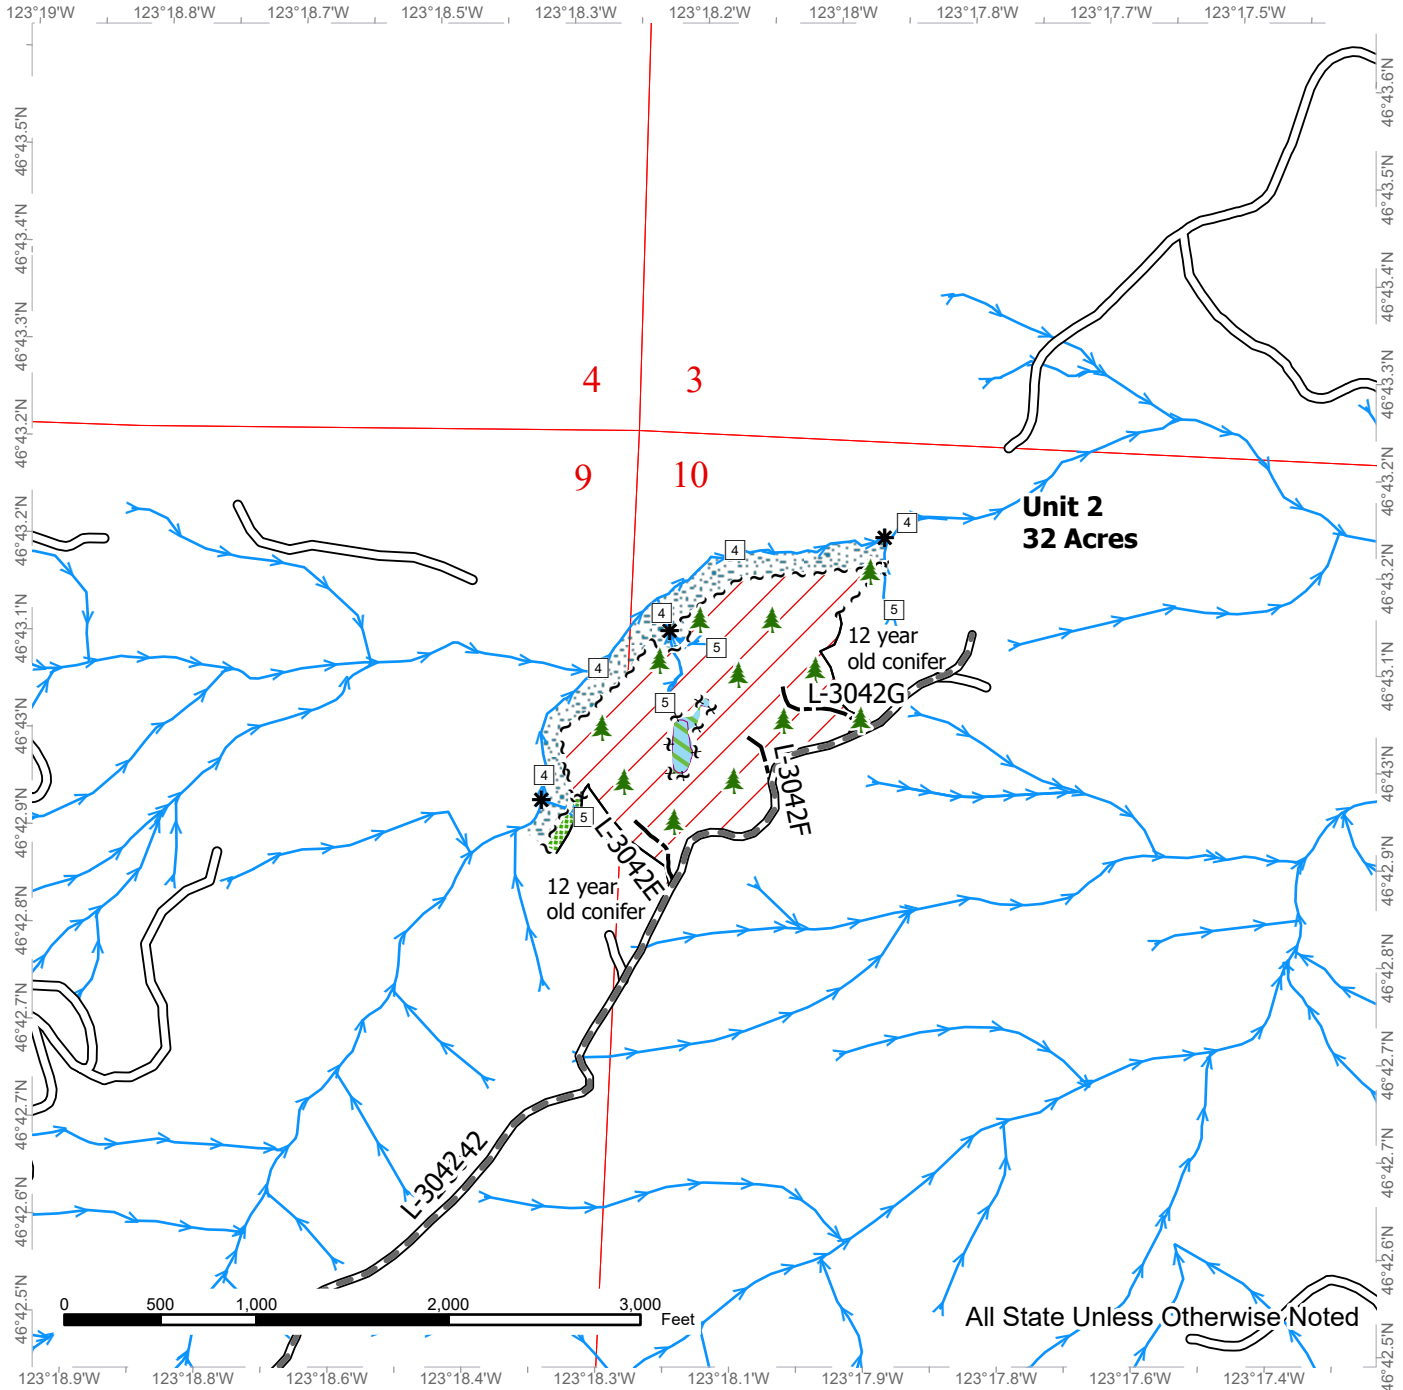 123°19'W 123°18.8'W 123°18.7'W 123°18.5'W 123°18.3'W 123°18.2'W 123°18'W 123°17.8'W 123°17.7'W 123°17.5'W
46°43.5'N
46°43.4'N
46°43.3'N
46°43.2'N
46°43.2'N
46°43.1'N
46°43'N
46°42.9'N
46°42.8'N
46°42.7'N
46°42.7'N
46°42.6'N
46°42.5'N
46°43.6'N
46°43.5'N
46°43.4'N
46°43.3'N
46°43.2'N
46°43.2'N
46°43.1'N
46°43'N
46°42.9'N
46°42.8'N
46°42.7'N
46°42.7'N
46°42.6'N
46°42.5'N
4 3
9 10
Unit 2
32 Acres
4
4
4
5
5
4
12 year
old conifer
L-3042G
5
4
L-3042F
5
L-3042E
12 year
old conifer
L-304242
0 500 1,000 2,000 3,000
Feet
All State Unless Otherwise Noted
123°18.9'W 123°18.8'W 123°18.6'W 123°18.4'W 123°18.3'W 123°18.1'W 123°17.9'W 123°17.8'W 123°17.6'W 123°17.4'W